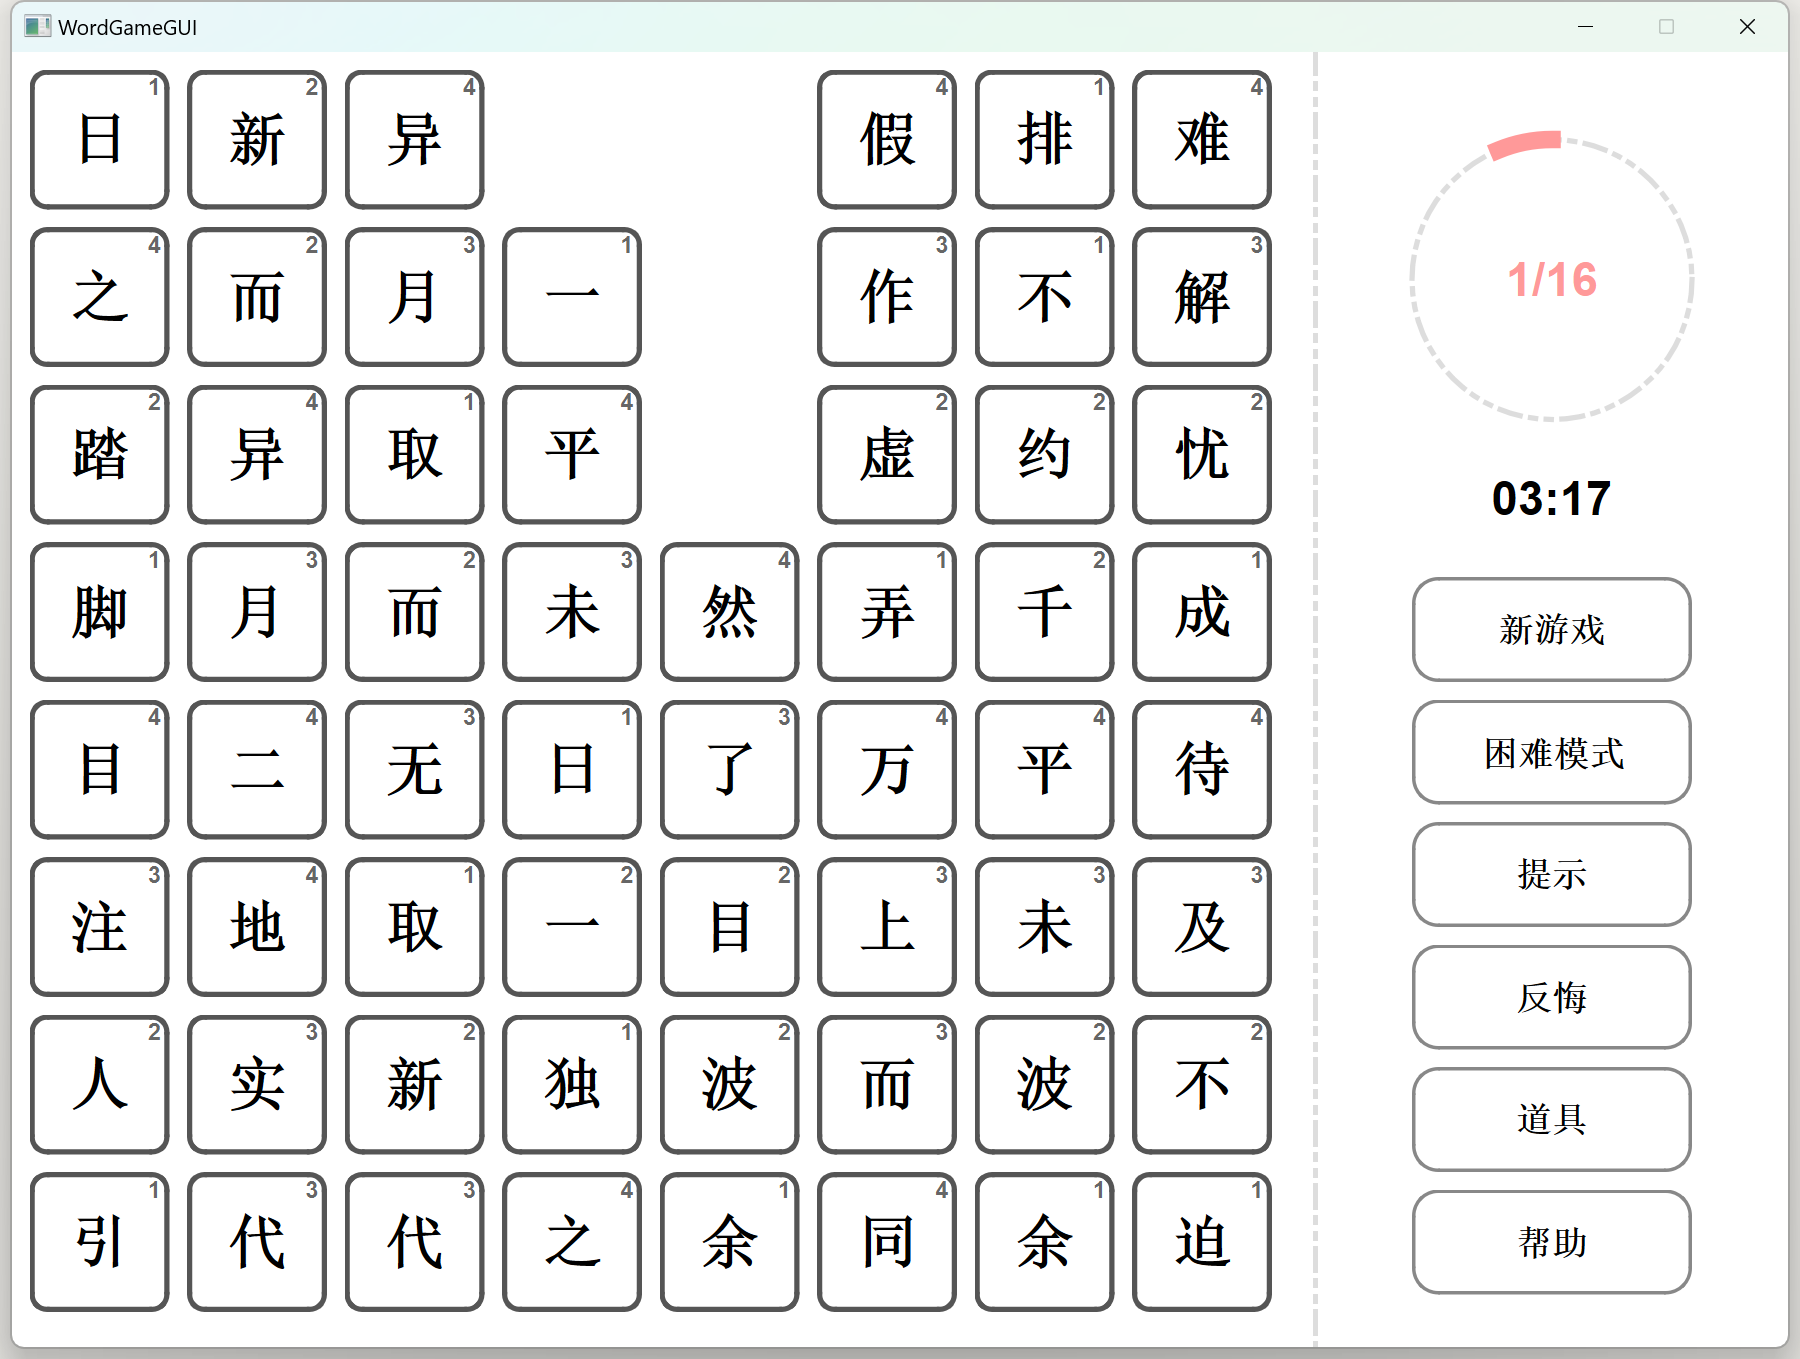 WordGameGUI
日1 新2 异4 假4 排1 难4
之4 而2 月3 一1 作3 不1 解3
踏2 异4 取1 平4 虚2 约2 忧2
脚1 月3 而2 未3 然4 弄1 千2 成1
目4 二4 无3 日1 了3 万4 平4 待4
注3 地4 取1 一2 目2 上3 未3 及3
人2 实3 新2 独1 波2 而3 波2 不2
引1 代3 代3 之4 余1 同4 余1 迫1
1/16
03:17
新游戏
困难模式
提示
反悔
道具
帮助